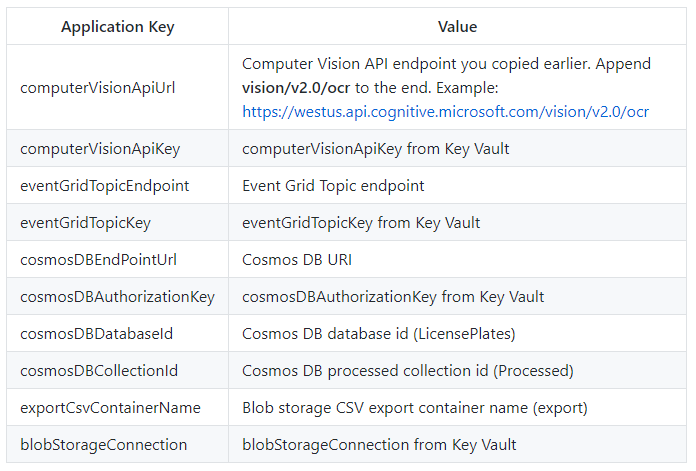 Application Key Value
computerVisionApiUrl
Computer Vision API endpoint you copied earlier. Append
vision/v2.0/ocr to the end. Example:
https://westus.api.cognitive.microsoft.com/vision/v2.0/ocr
computerVisionApiKey computerVisionApiKey from Key Vault
eventGridTopicEndpoint Event Grid Topic endpoint
eventGridTopicKey eventGridTopicKey from Key Vault
cosmosDBEndPointUrl Cosmos DB URI
cosmosDBAuthorizationKey cosmosDBAuthorizationKey from Key Vault
cosmosDBDatabaseId Cosmos DB database id (LicensePlates)
cosmosDBCollectionId Cosmos DB processed collection id (Processed)
exportCsvContainerName Blob storage CSV export container name (export)
blobStorageConnection blobStorageConnection from Key Vault